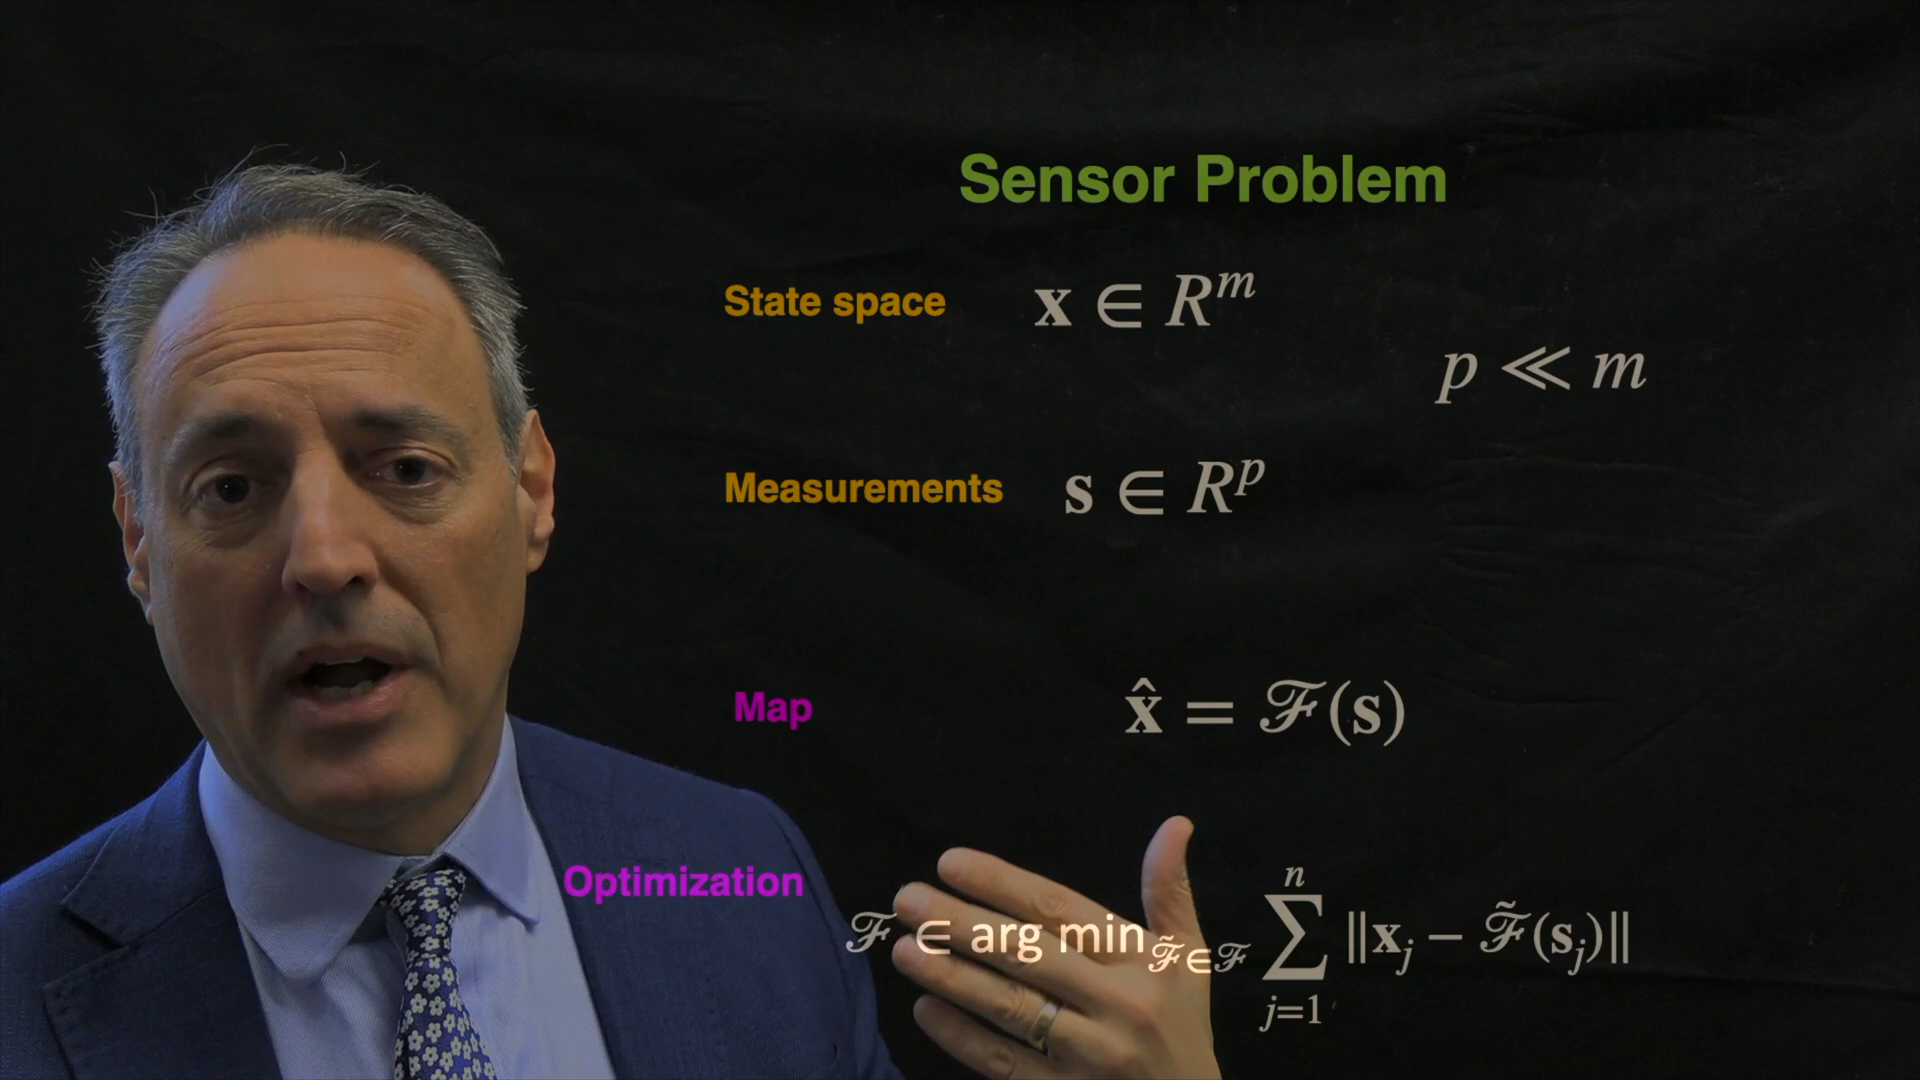 Sensor Problem
State space x ∈ R^m
p ≪ m
Measurements s ∈ R^p
Map x̂ = ℱ(s)
Optimization
ℱ ∈ arg min_{ℱ̃∈ℱ} ∑_{j=1}^{n} ‖x_j − ℱ̃(s_j)‖